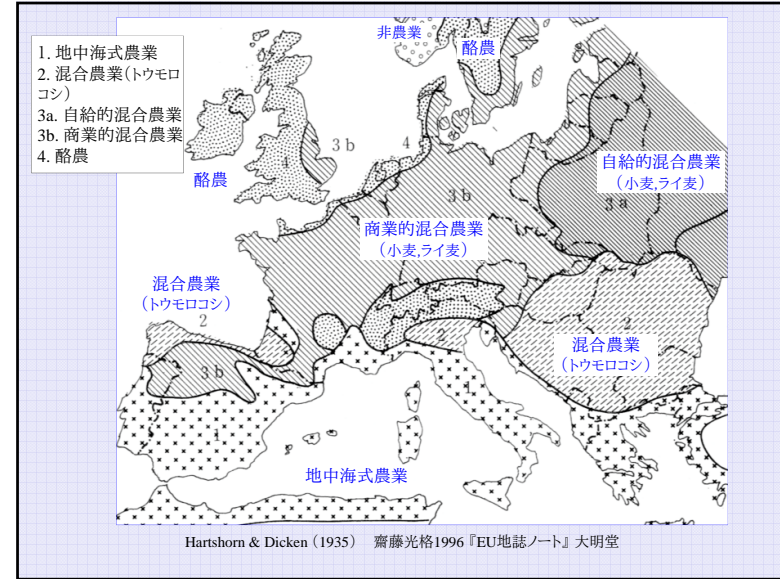 1. 地中海式農業
2. 混合農業(トウモロ
コシ)
3a. 自給的混合農業
3b. 商業的混合農業
4. 酪農
非農業
酪農
3 b
4
4
酪農
自給的混合農業
(小麦,ライ麦)
3 a
3 b
商業的混合農業
(小麦,ライ麦)
混合農業
(トウモロコシ)
2
2
2
混合農業
(トウモロコシ)
3 b
1
1
地中海式農業
Hartshorn & Dicken (1935) 齋藤光格1996『EU地誌ノート』大明堂